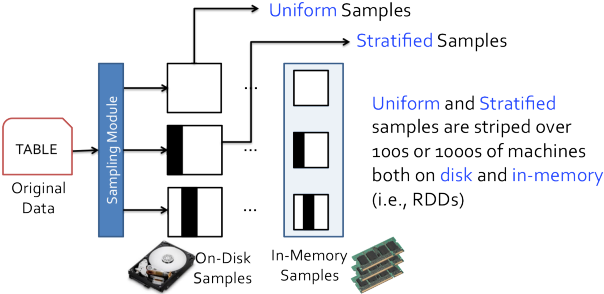 Uniform Samples
Stratified Samples
TABLE
Original
Data
Sampling Module
...
...
...
On-Disk
Samples
In-Memory
Samples
Uniform and Stratified
samples are striped over
100s or 1000s of machines
both on disk and in-memory
(i.e., RDDs)